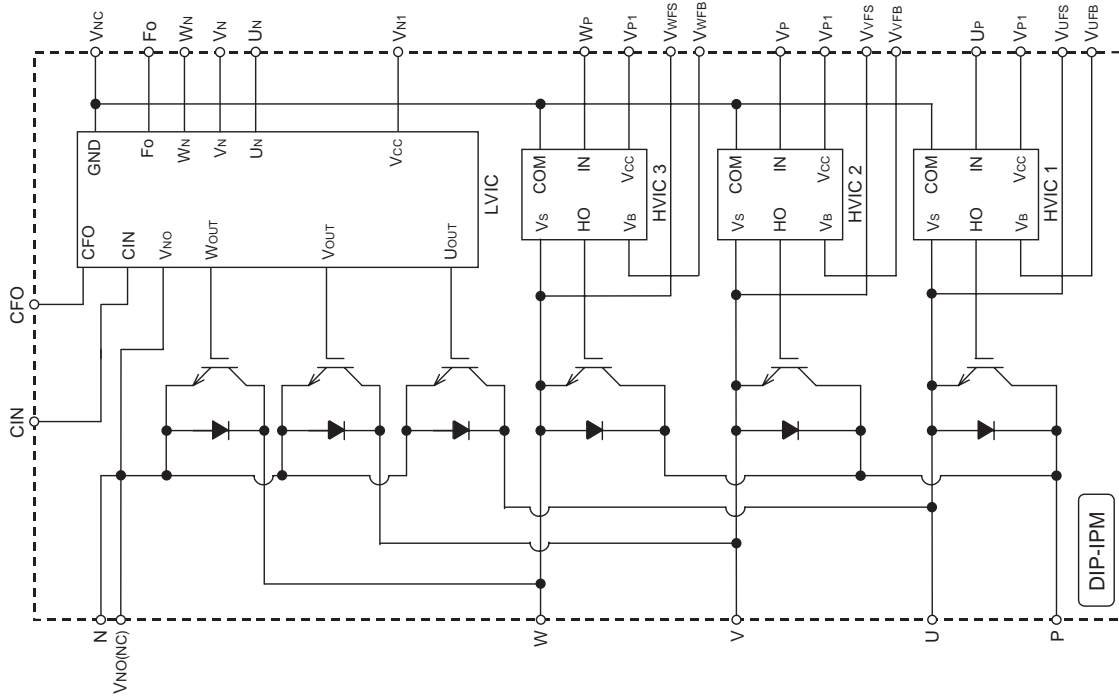 CFO
CIN
VNC
FO
WN
VN
UN
VN1
WP
VP1
VWFS
VWFB
VP
VP1
VVFS
VVFB
UP
VP1
VUFS
VUFB
GND
FO
WN
VN
UN
VCC
CFO
CIN
VNO
WOUT
VOUT
UOUT
LVIC
COM
IN
VCC
VS
HO
VB
HVIC 3
COM
IN
VCC
VS
HO
VB
HVIC 2
COM
IN
VCC
VS
HO
VB
HVIC 1
N
VNO(NC)
W
V
U
P
DIP-IPM